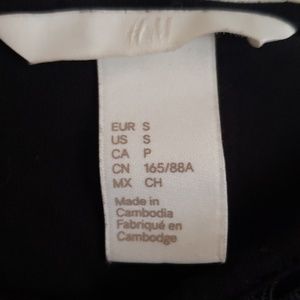 H&M
EUR S
US S
CA P
CN 165/88A
MX CH
Made in
Cambodia
Fabriqué en
Cambodge